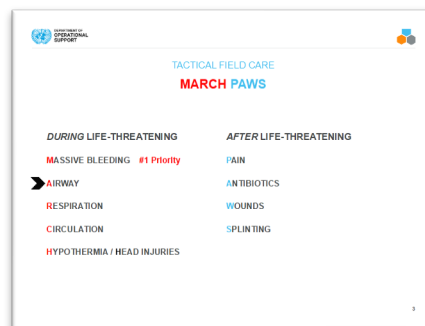 DEPARTMENT OF
OPERATIONAL
SUPPORT
TACTICAL FIELD CARE
MARCH PAWS
DURING LIFE-THREATENING
MASSIVE BLEEDING #1 Priority
AIRWAY
RESPIRATION
CIRCULATION
HYPOTHERMIA / HEAD INJURIES
AFTER LIFE-THREATENING
PAIN
ANTIBIOTICS
WOUNDS
SPLINTING
3